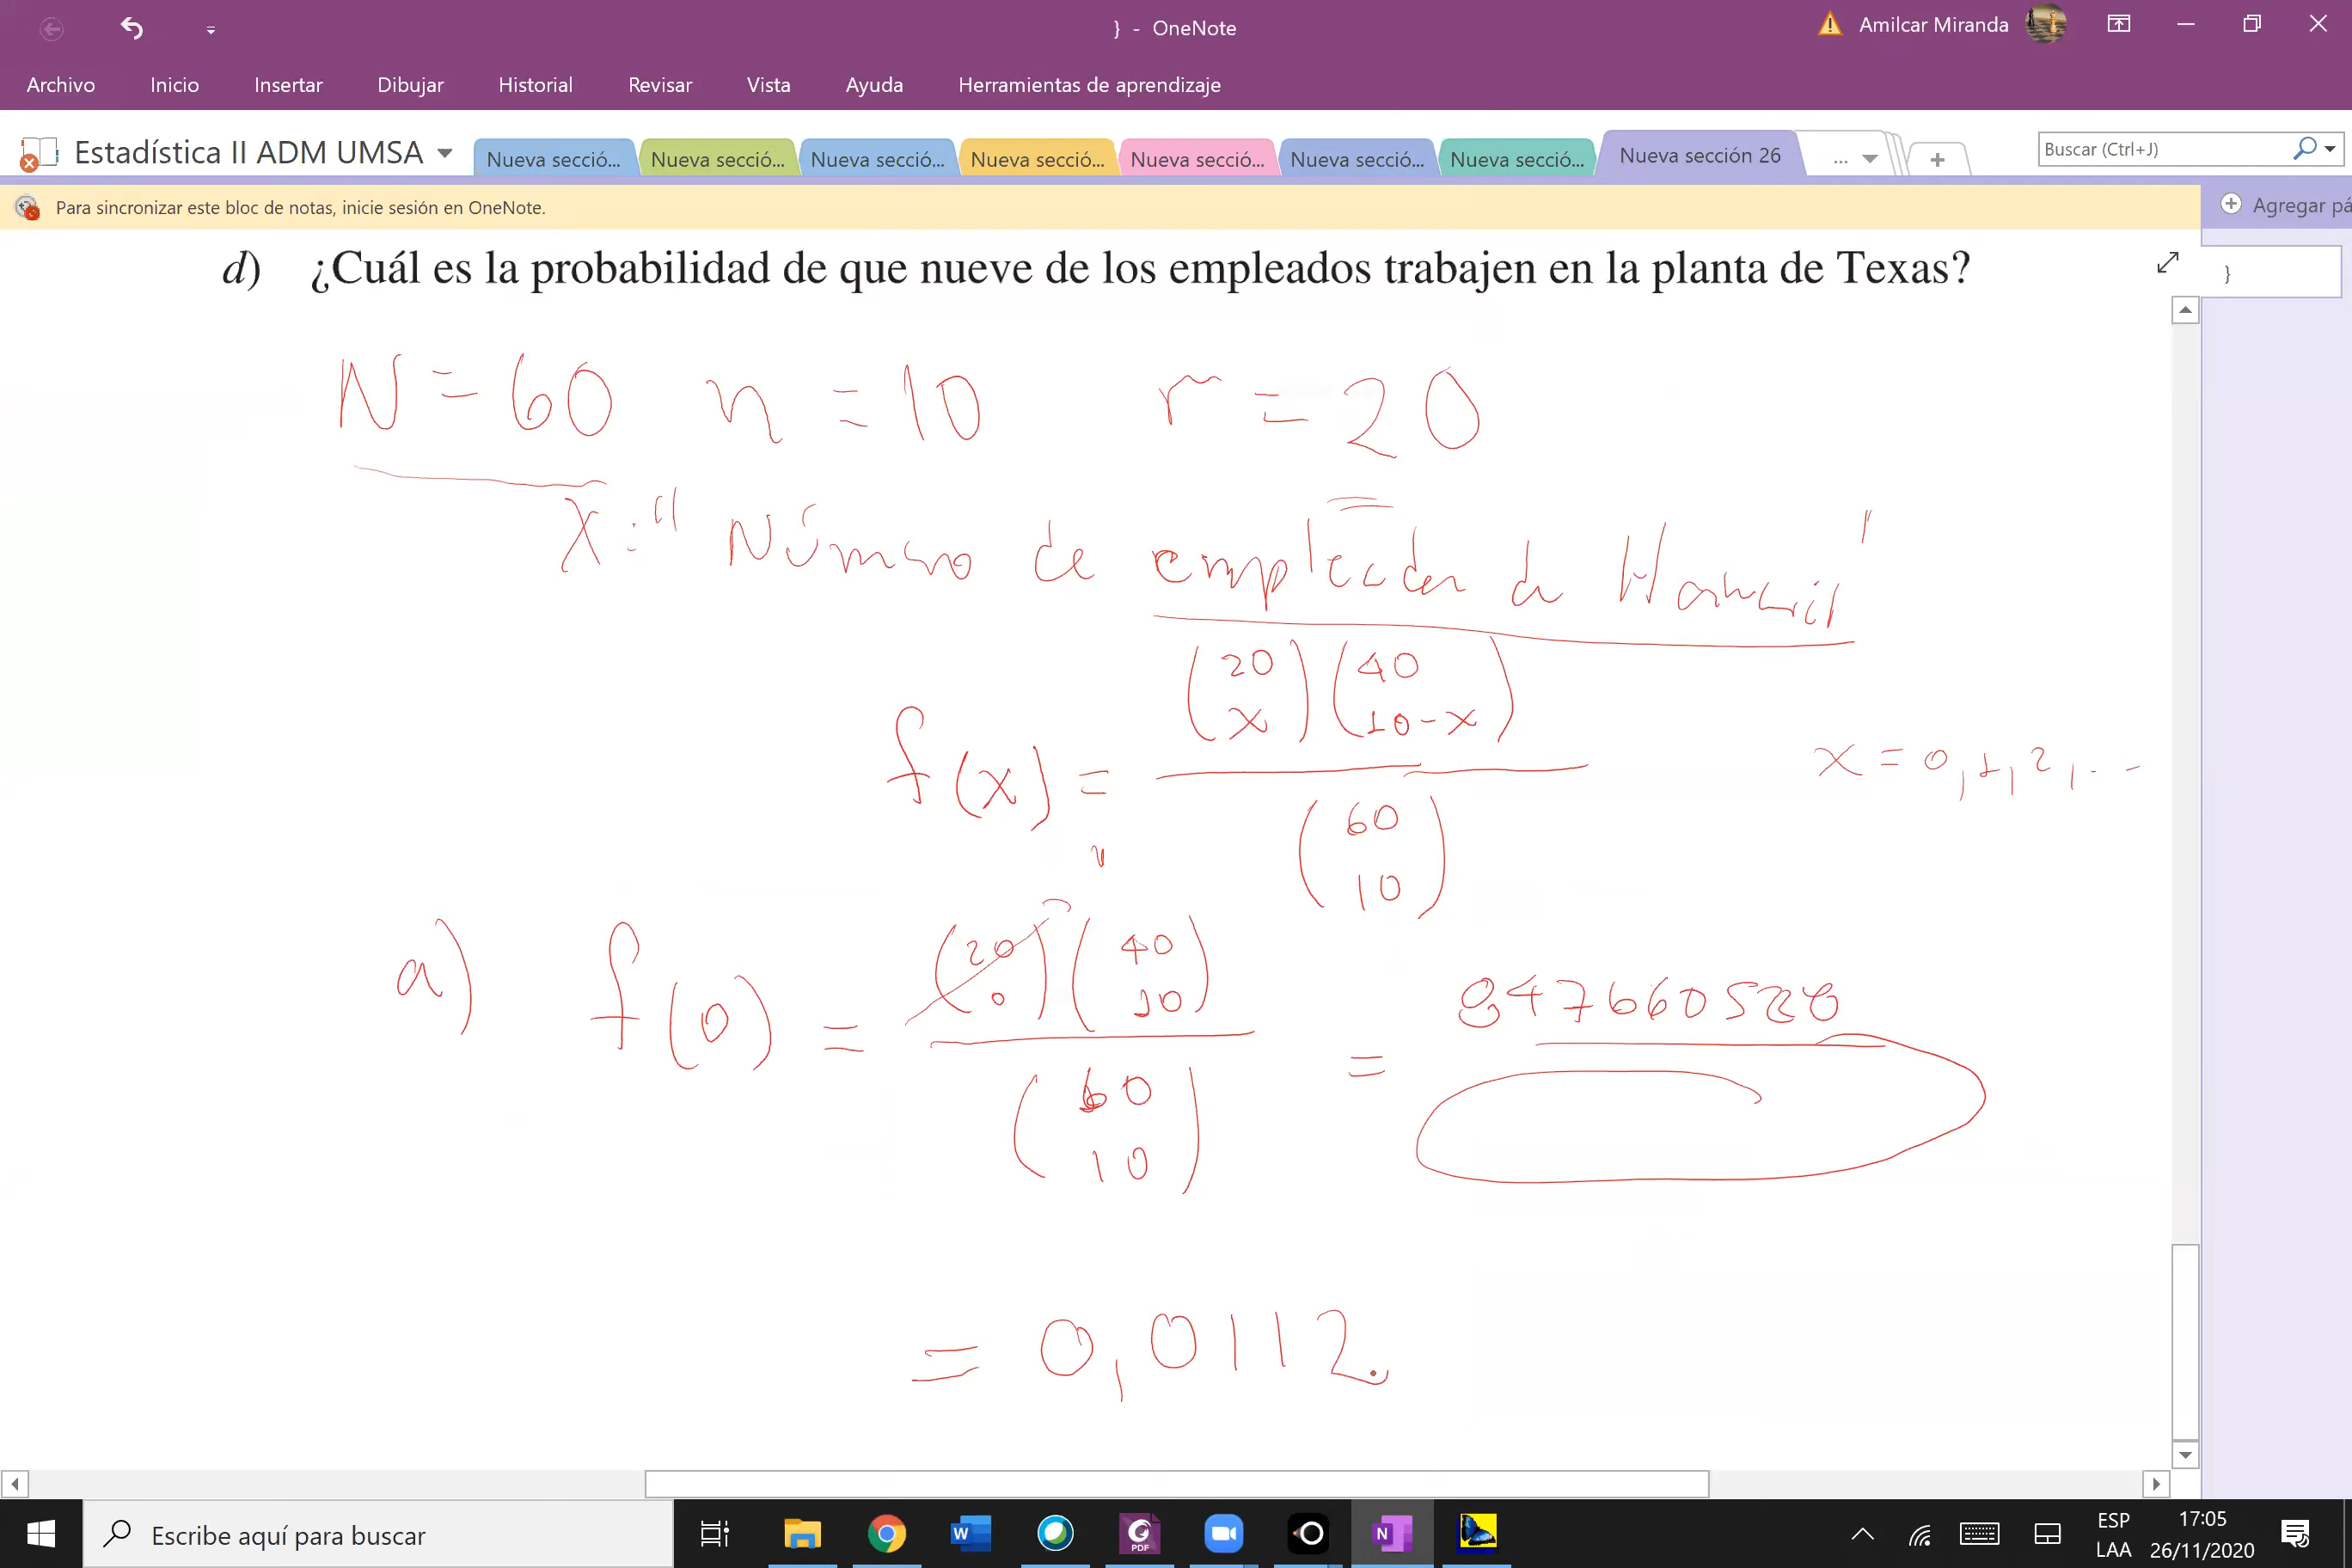 } - OneNote
Amilcar Miranda
Archivo Inicio Insertar Dibujar Historial Revisar Vista Ayuda Herramientas de aprendizaje
Estadística II ADM UMSA Nueva secció... Nueva secció... Nueva secció... Nueva secció... Nueva secció... Nueva secció... Nueva secció... Nueva sección 26 ... + Buscar (Ctrl+J)
Para sincronizar este bloc de notas, inicie sesión en OneNote.
Agregar pá
}
d) ¿Cuál es la probabilidad de que nueve de los empleados trabajen en la planta de Texas?
N = 60 n = 10 r = 20
X : " Número de empleados de Hawaii "
f(x) = (20 x)(40 10-x) / (60 10) x = 0, 1, 2, ...
a) f(0) = (20 0)(40 10) / (60 10) = 847660528
= 0,0112.
Escribe aquí para buscar
ESP
LAA
17:05
26/11/2020